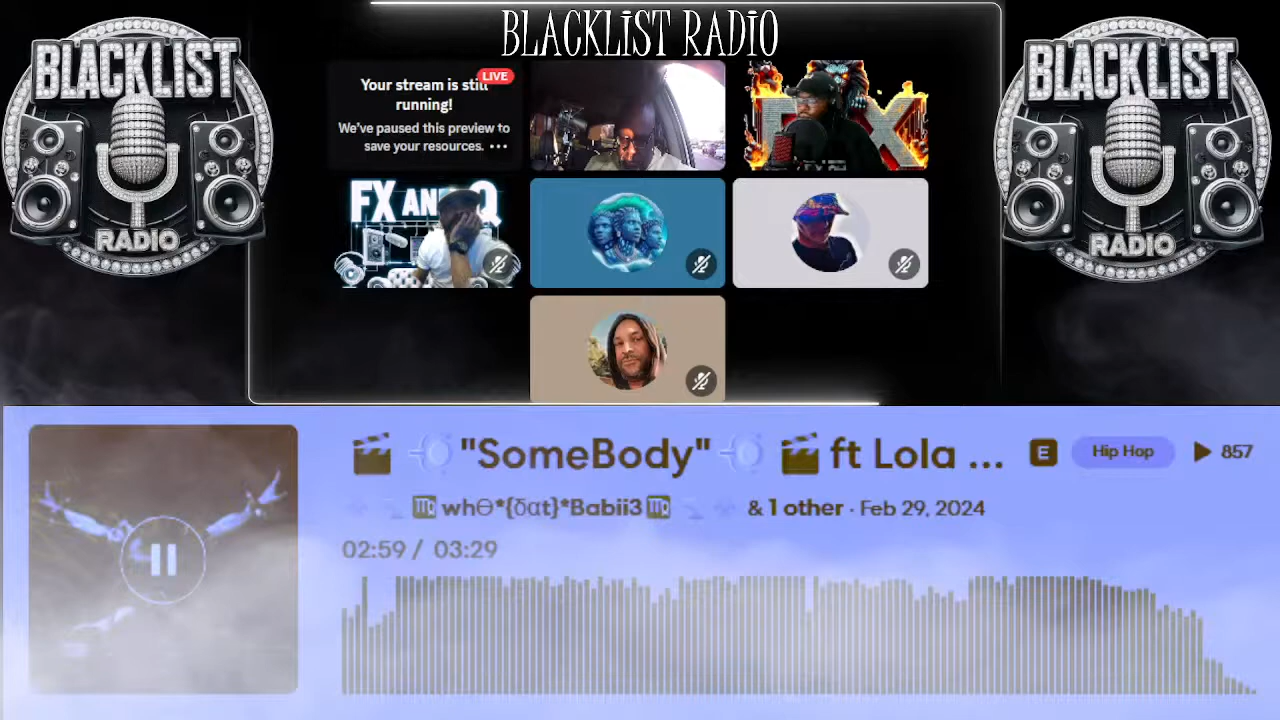 BLACKLIST RADIO
BLACKLIST
RADIO
BLACKLIST
RADIO
LIVE
Your stream is still
running!
We've paused this preview to
save your resources.
FX AND Q
"SomeBody" ft Lola ...
E
Hip Hop
857
♍ whϴ*{δαt}*Babii3 ♍ & 1 other · Feb 29, 2024
02:59 / 03:29